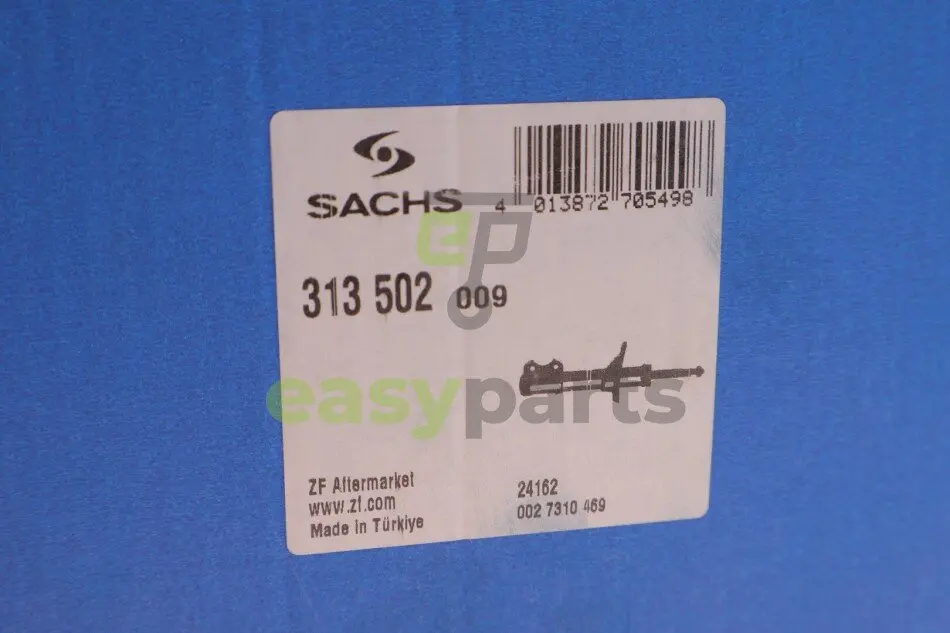 SACHS
4 013872 705498
313 502 009
ep
easyparts
ZF Aftermarket
www.zf.com
Made in Türkiye
24162
002 7310 469